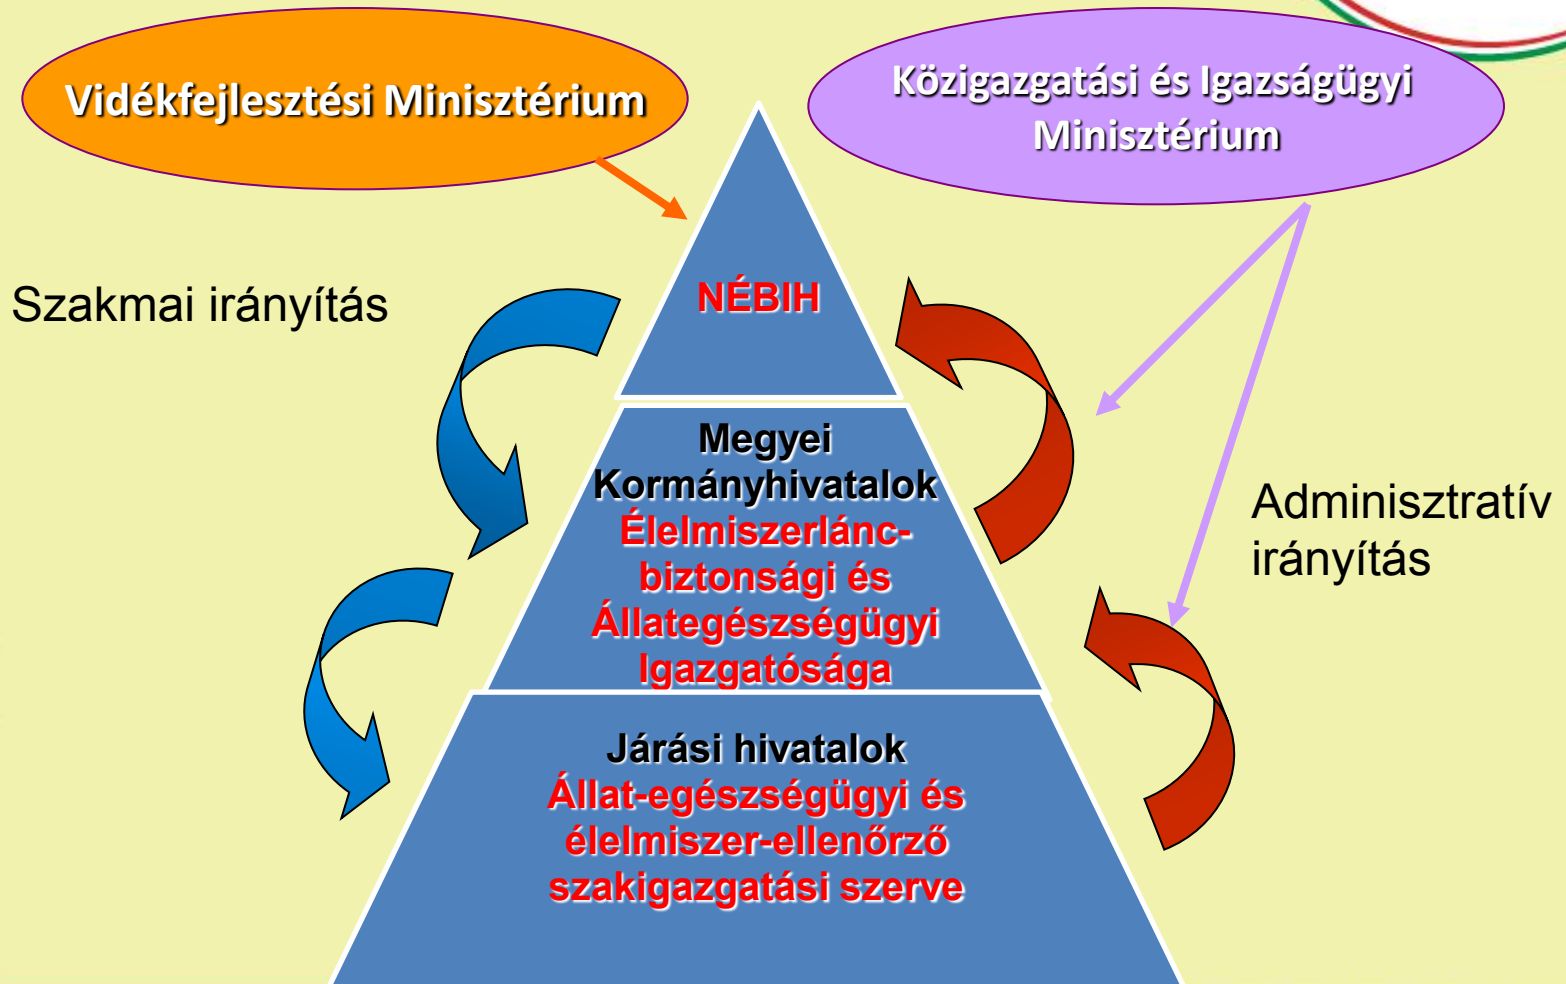 Vidékfejlesztési Minisztérium
Közigazgatási és Igazságügyi
Minisztérium
Szakmai irányítás
NÉBIH
Megyei
Kormányhivatalok
Élelmiszerlánc-
biztonsági és
Állategészségügyi
Igazgatósága
Adminisztratív
irányítás
Járási hivatalok
Állat-egészségügyi és
élelmiszer-ellenőrző
szakigazgatási szerve